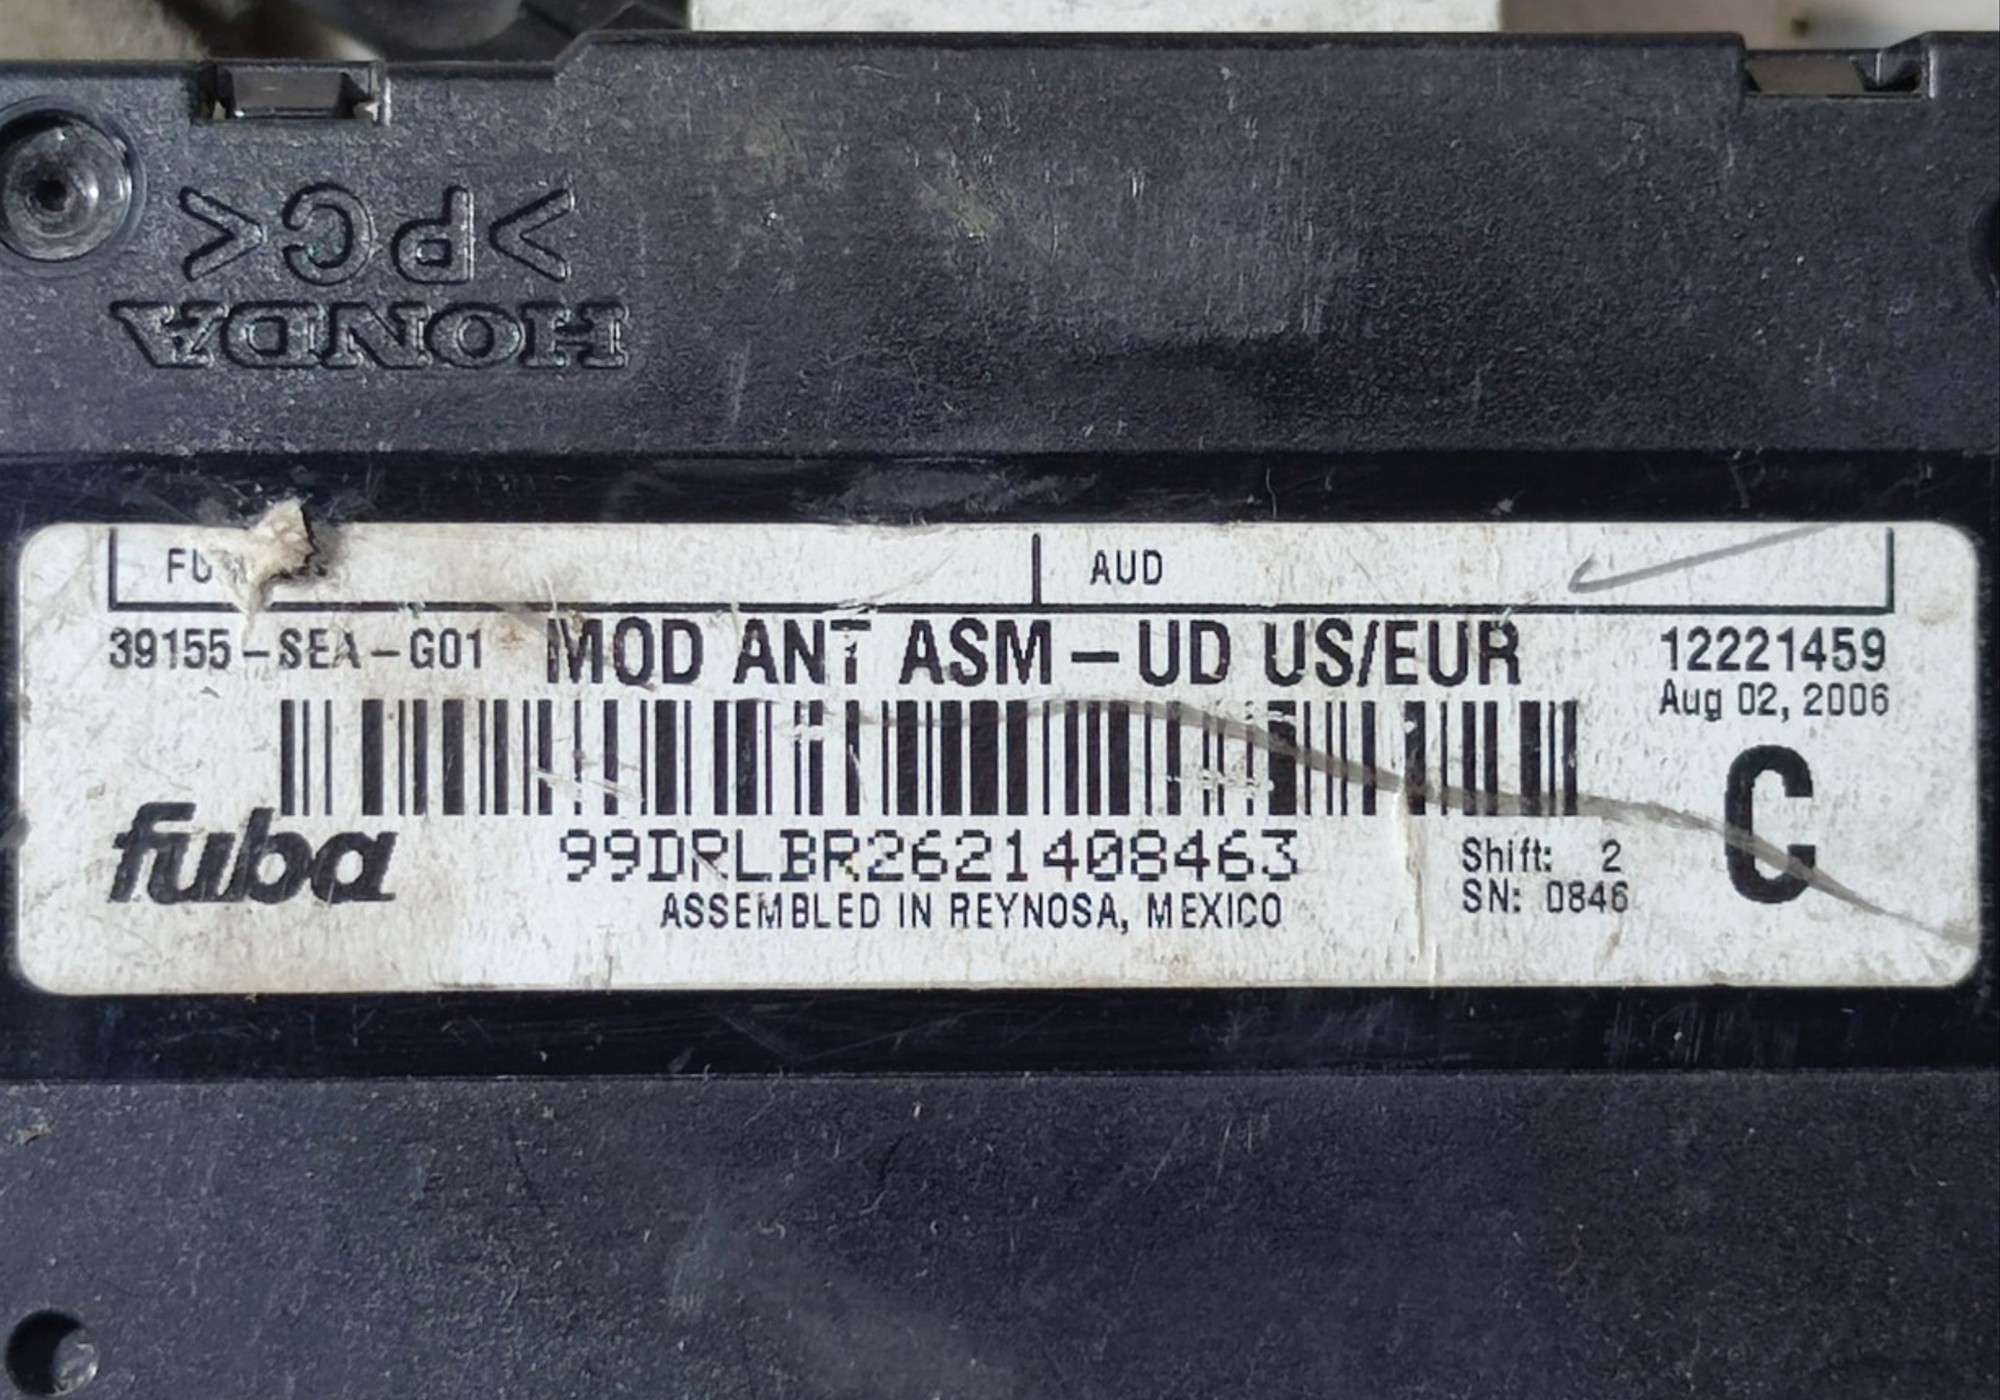 >PC<
HONDA
AUD
39155-SEA-G01 MOD ANT ASM-UD US/EUR 12221459
Aug 02, 2006
C
fuba
99DRLBR2621408463
ASSEMBLED IN REYNOSA, MEXICO
Shift: 2
SN: 0846